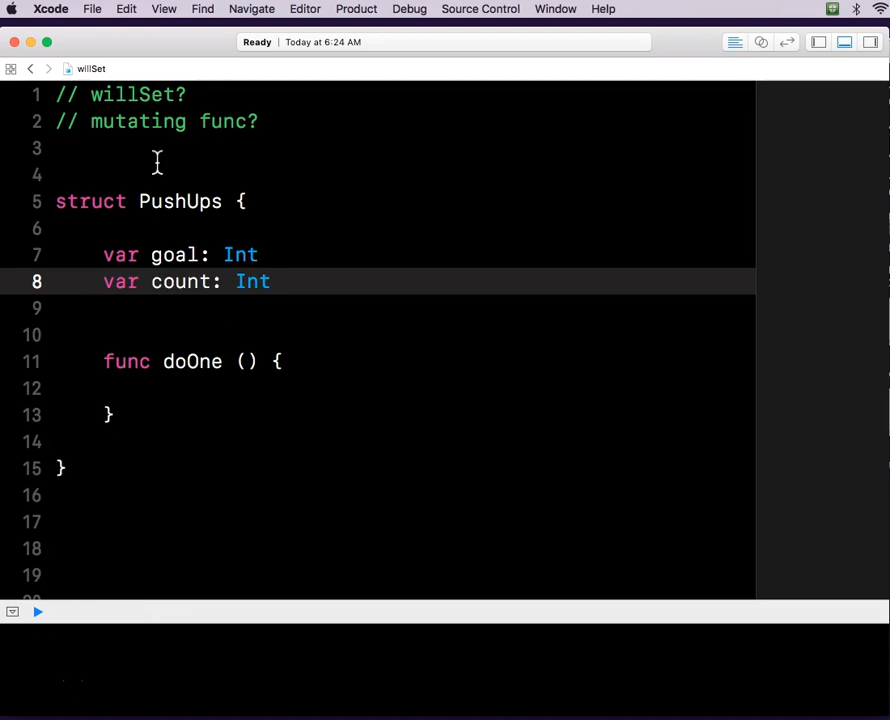 Xcode File Edit View Find Navigate Editor Product Debug Source Control Window Help
Ready | Today at 6:24 AM
willSet
1 // willSet?
2 // mutating func?
3
4
5 struct PushUps {
6
7 var goal: Int
8 var count: Int
9
10
11 func doOne () {
12
13 }
14
15 }
16
17
18
19
20